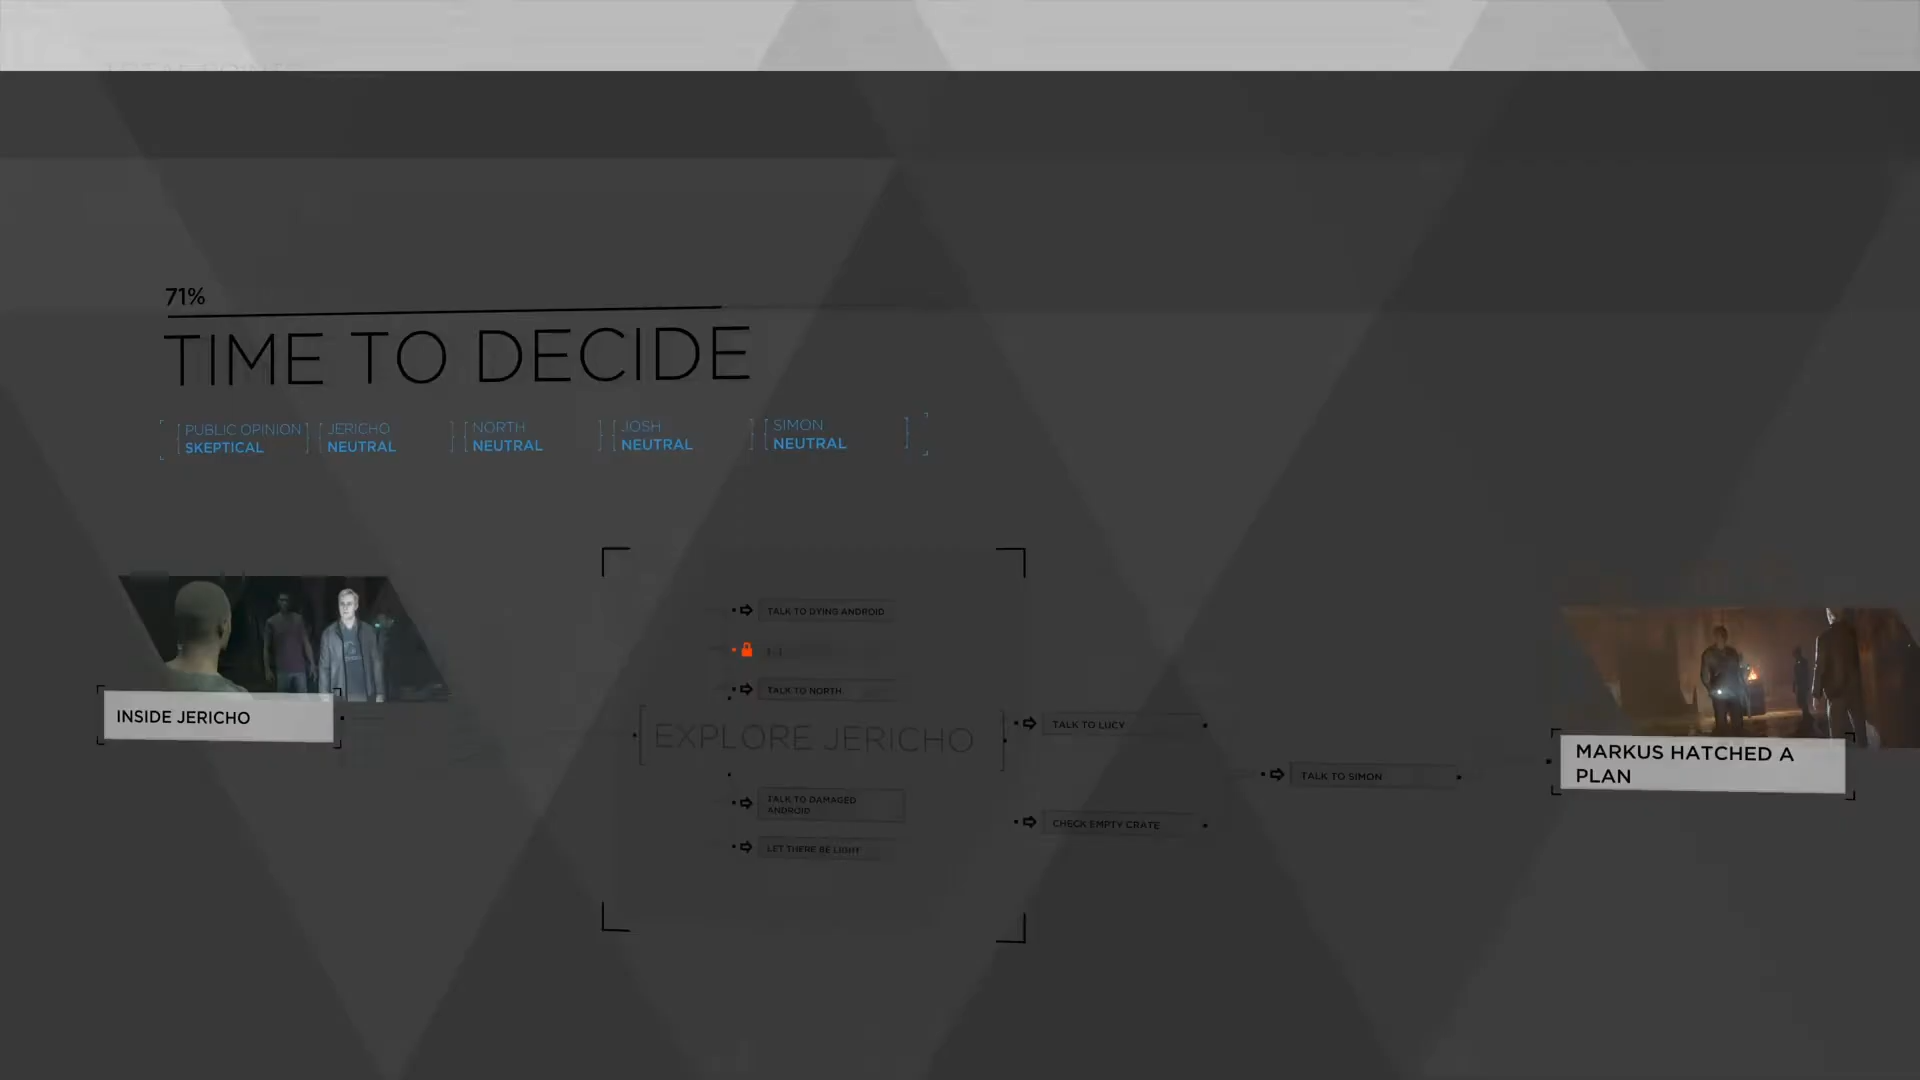 71%
TIME TO DECIDE
PUBLIC OPINION
SKEPTICAL
JERICHO
NEUTRAL
NORTH
NEUTRAL
JOSH
NEUTRAL
SIMON
NEUTRAL
INSIDE JERICHO
TALK TO DYING ANDROID
TALK TO NORTH
EXPLORE JERICHO
TALK TO DAMAGED
ANDROID
LET THERE BE LIGHT
TALK TO LUCY
CHECK EMPTY CRATE
TALK TO SIMON
MARKUS HATCHED A
PLAN